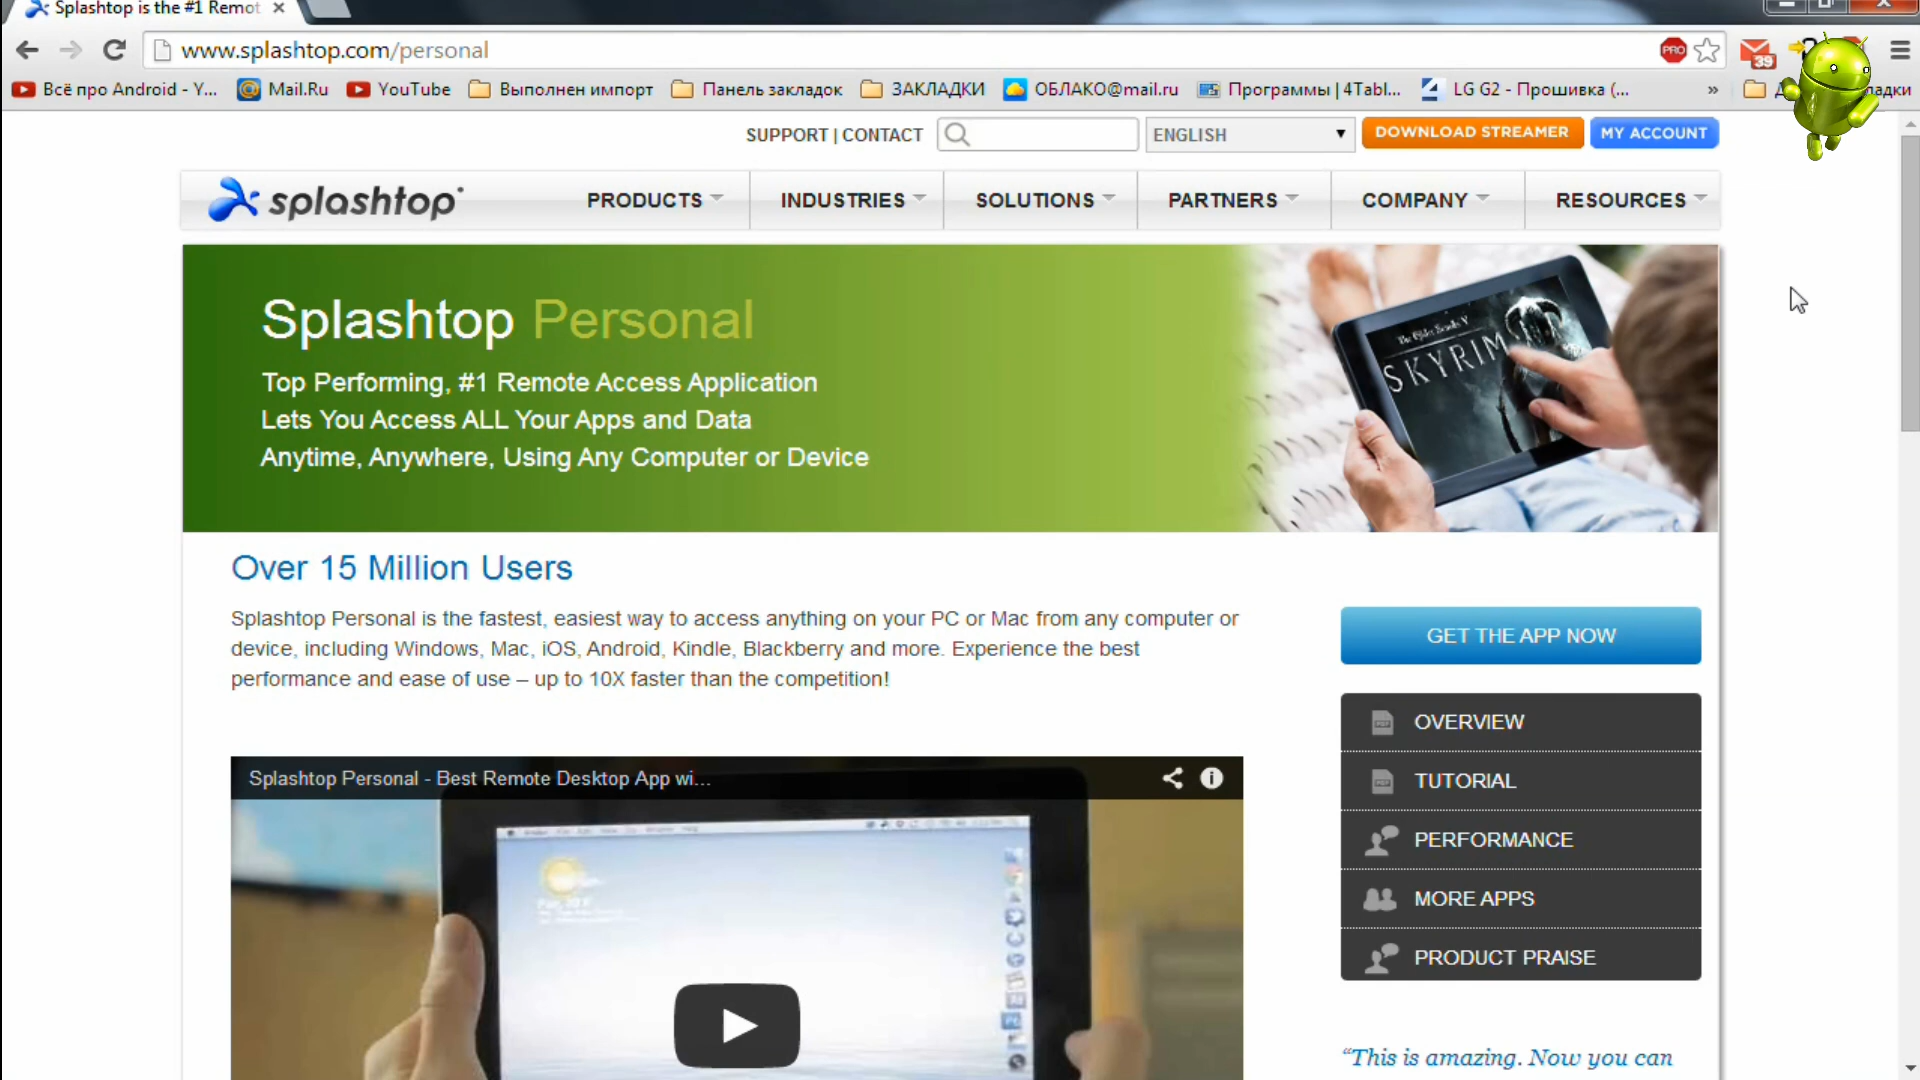 Splashtop is the #1 Remot
www.splashtop.com/personal
PRO
39
Всё про Android - Y...
Mail.Ru
YouTube
Выполнен импорт
Панель закладок
ЗАКЛАДКИ
ОБЛАКО@mail.ru
Программы | 4Tabl...
LG G2 - Прошивка (...
»
SUPPORT | CONTACT
ENGLISH
DOWNLOAD STREAMER
MY ACCOUNT
splashtop
PRODUCTS
INDUSTRIES
SOLUTIONS
PARTNERS
COMPANY
RESOURCES
Splashtop Personal
Top Performing, #1 Remote Access Application
Lets You Access ALL Your Apps and Data
Anytime, Anywhere, Using Any Computer or Device
The Elder Scrolls V
SKYRIM
Over 15 Million Users
Splashtop Personal is the fastest, easiest way to access anything on your PC or Mac from any computer or
device, including Windows, Mac, iOS, Android, Kindle, Blackberry and more. Experience the best
performance and ease of use – up to 10X faster than the competition!
GET THE APP NOW
OVERVIEW
TUTORIAL
PERFORMANCE
MORE APPS
PRODUCT PRAISE
Splashtop Personal - Best Remote Desktop App wi...
“This is amazing. Now you can